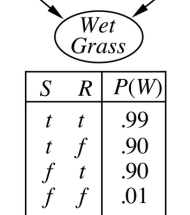 Wet
Grass
S R P(W)
t t .99
t f .90
f t .90
f f .01